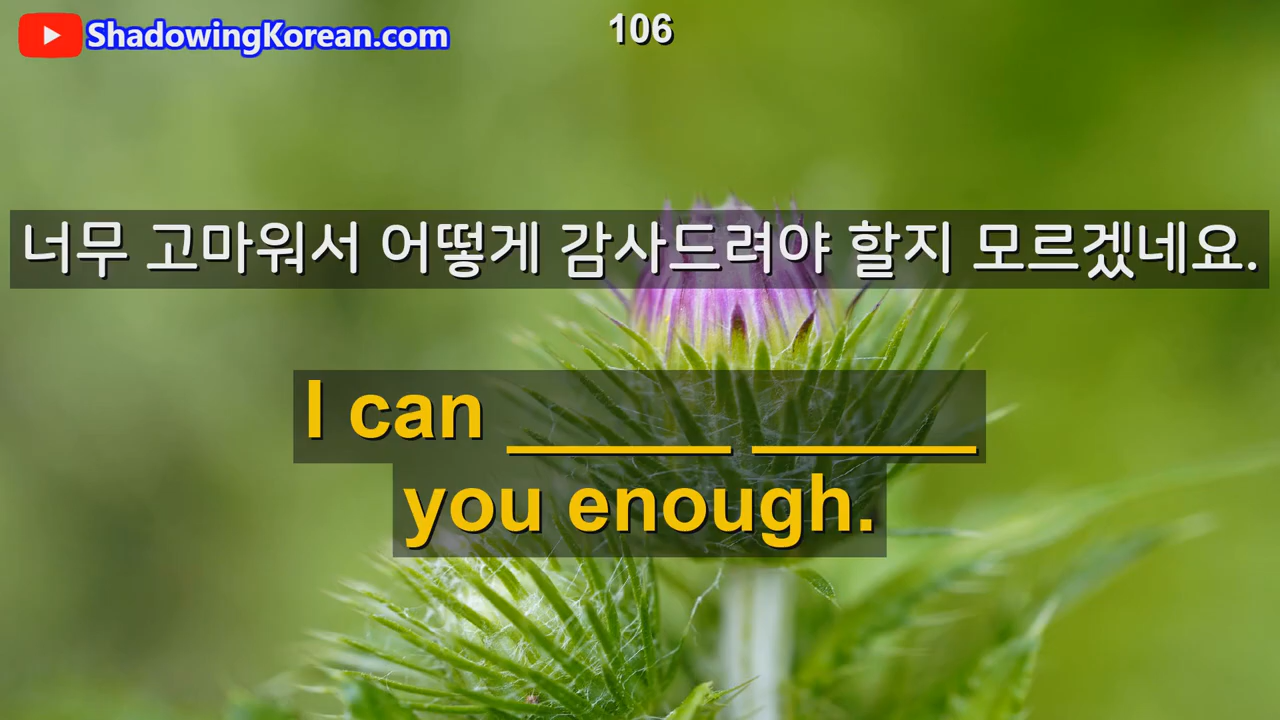 ShadowingKorean.com
106
너무 고마워서 어떻게 감사드려야 할지 모르겠네요.
I can _____ _____
you enough.